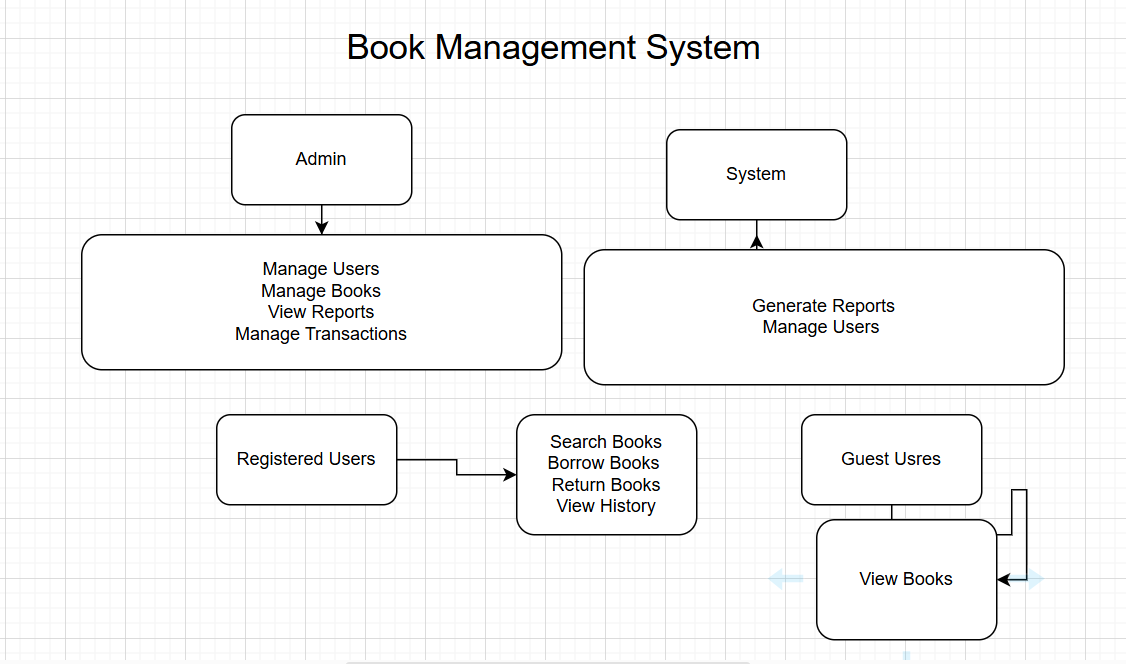 Book Management System
Admin
System
Manage Users
Manage Books
View Reports
Manage Transactions
Generate Reports
Manage Users
Registered Users
Search Books
Borrow Books
Return Books
View History
Guest Usres
View Books